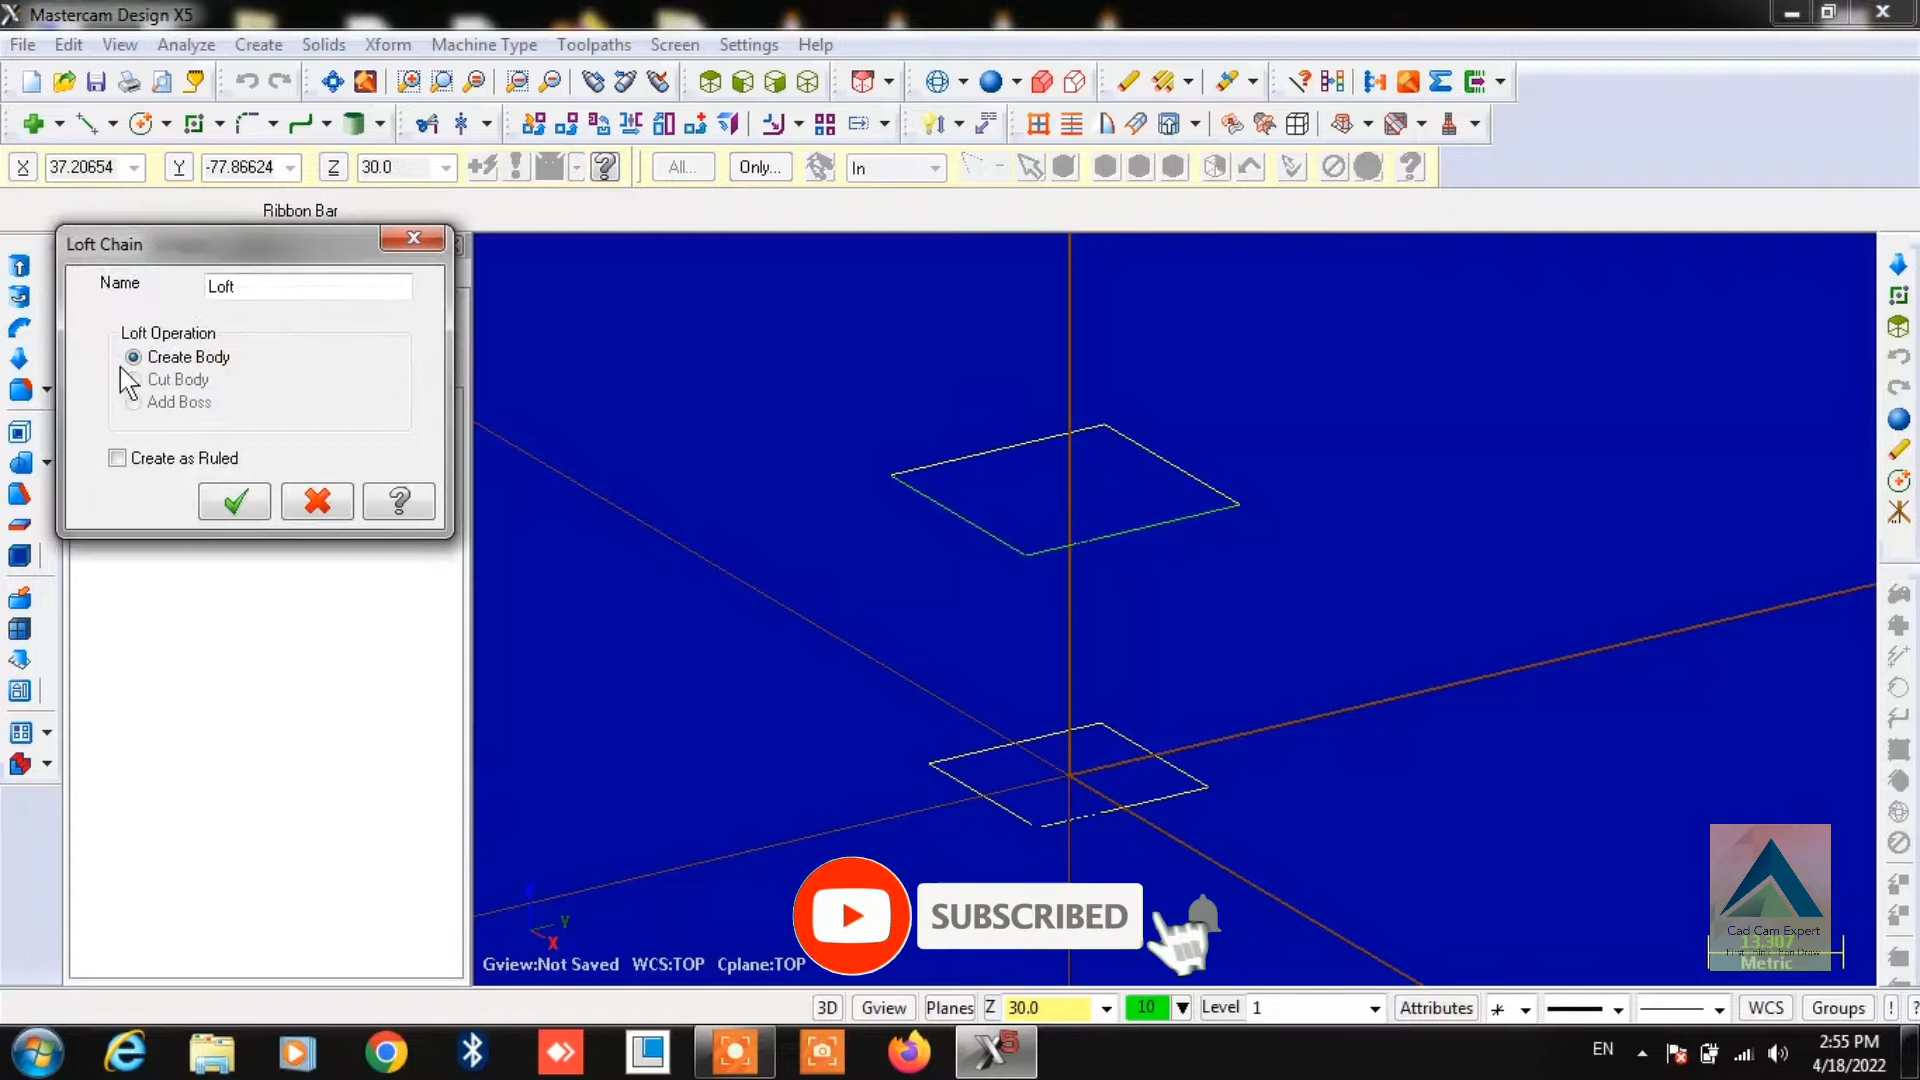 Mastercam Design X5
File Edit View Analyze Create Solids Xform Machine Type Toolpaths Screen Settings Help
X 37.20654 Y -77.86624 Z 30.0 All... Only... In
Ribbon Bar
Loft Chain
Name Loft
Loft Operation
Create Body
Cut Body
Add Boss
Create as Ruled
Y
X
SUBSCRIBED
Cad Cam Expert
13.307
Metric
Gview:Not Saved WCS:TOP Cplane:TOP
3D Gview Planes Z 30.0 10 Level 1 Attributes WCS Groups ! ?
EN
2:55 PM
4/18/2022